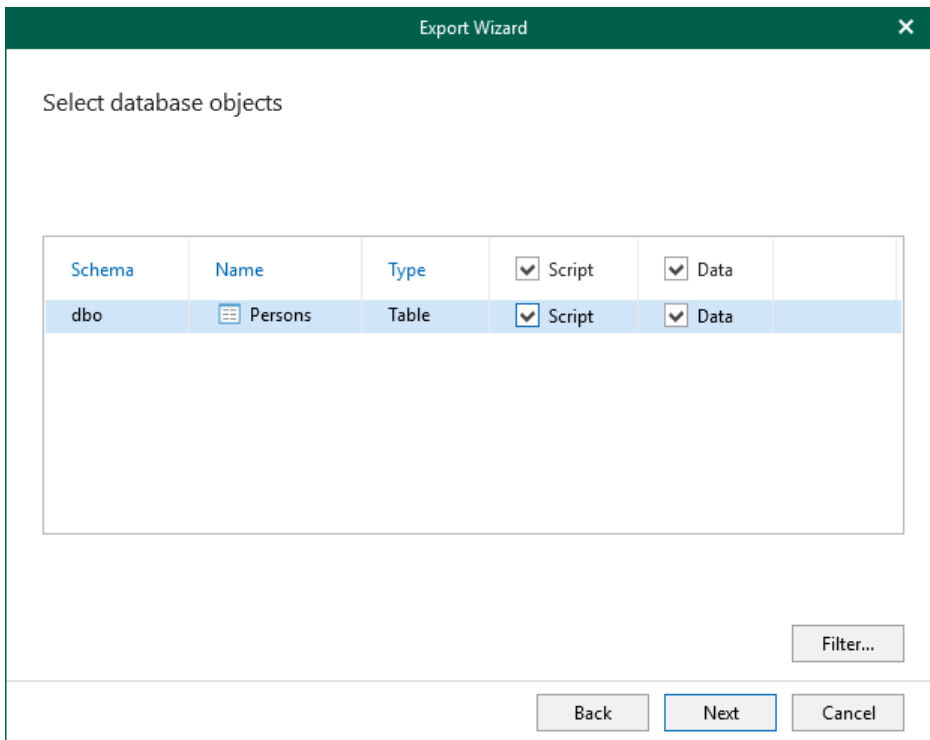 Export Wizard
Select database objects
Schema Name Type Script Data
dbo Persons Table Script Data
Filter...
Back Next Cancel